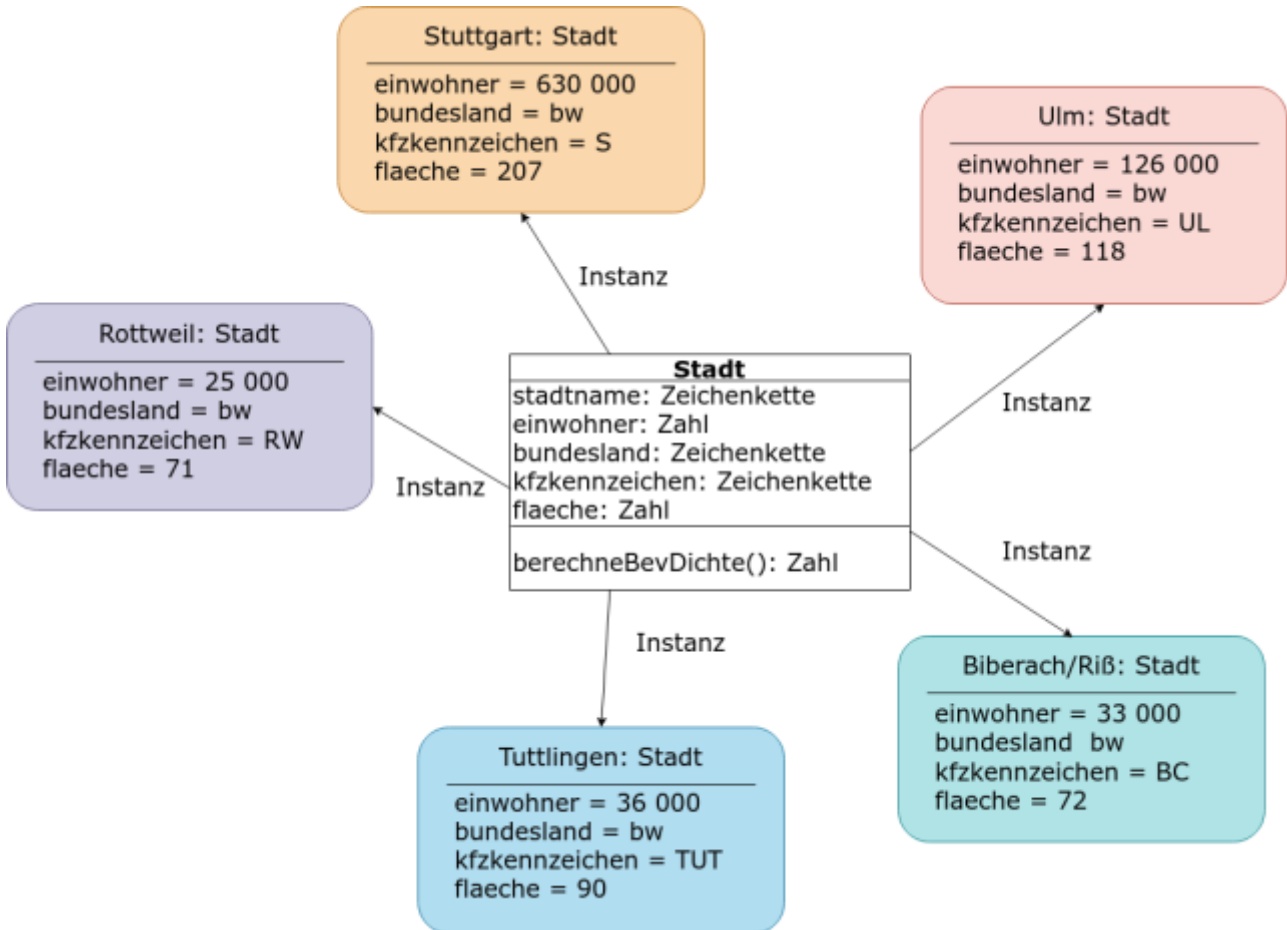 Stuttgart: Stadt
einwohner = 630 000
bundesland = bw
kfzkennzeichen = S
flaeche = 207
Ulm: Stadt
einwohner = 126 000
bundesland = bw
kfzkennzeichen = UL
flaeche = 118
Instanz
Rottweil: Stadt
einwohner = 25 000
bundesland = bw
kfzkennzeichen = RW
flaeche = 71
Instanz
Stadt
stadtname: Zeichenkette
einwohner: Zahl
bundesland: Zeichenkette
kfzkennzeichen: Zeichenkette
flaeche: Zahl
berechneBevDichte(): Zahl
Instanz
Instanz
Instanz
Biberach/Riß: Stadt
einwohner = 33 000
bundesland  bw
kfzkennzeichen = BC
flaeche = 72
Tuttlingen: Stadt
einwohner = 36 000
bundesland = bw
kfzkennzeichen = TUT
flaeche = 90